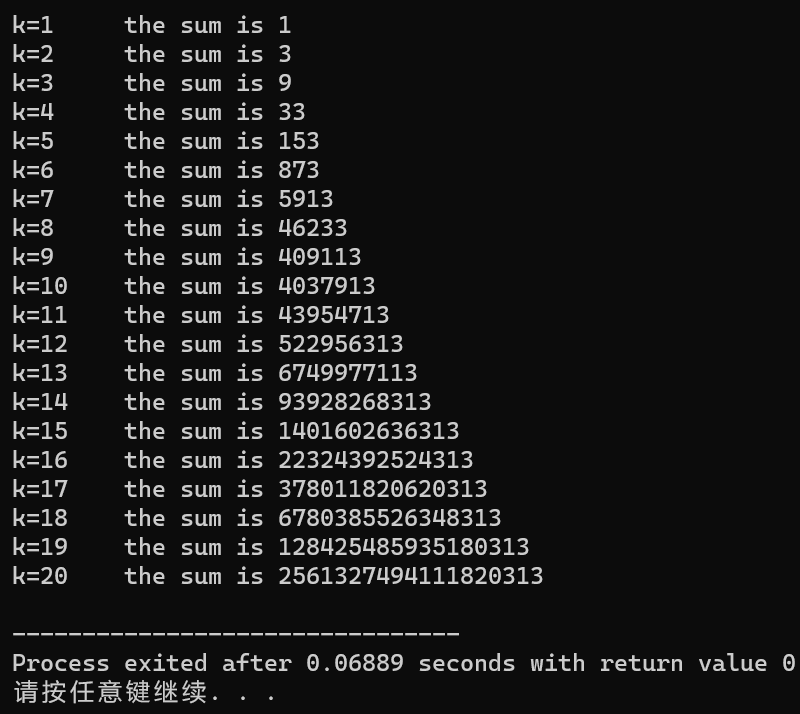 k=1     the sum is 1
k=2     the sum is 3
k=3     the sum is 9
k=4     the sum is 33
k=5     the sum is 153
k=6     the sum is 873
k=7     the sum is 5913
k=8     the sum is 46233
k=9     the sum is 409113
k=10    the sum is 4037913
k=11    the sum is 43954713
k=12    the sum is 522956313
k=13    the sum is 6749977113
k=14    the sum is 93928268313
k=15    the sum is 1401602636313
k=16    the sum is 22324392524313
k=17    the sum is 378011820620313
k=18    the sum is 6780385526348313
k=19    the sum is 128425485935180313
k=20    the sum is 2561327494111820313
--------------------------------
Process exited after 0.06889 seconds with return value 0
请按任意键继续. . .